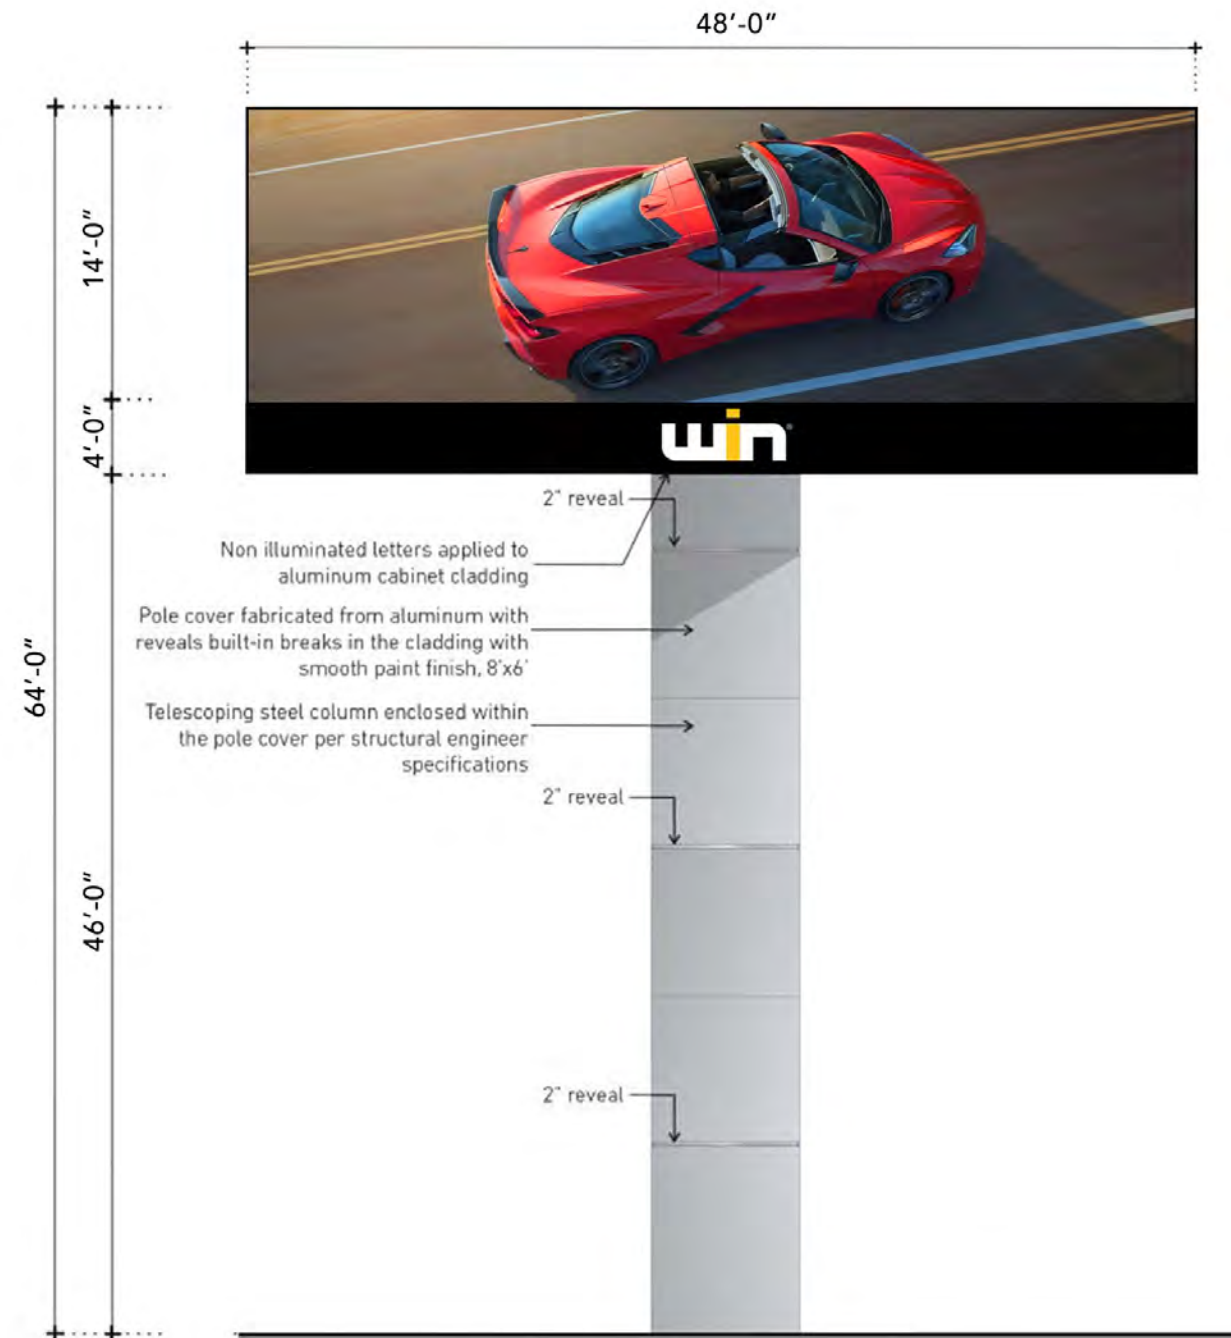 48'-0"
14'-0"
4'-0"
64'-0"
46'-0"
win
2" reveal
Non illuminated letters applied to
aluminum cabinet cladding
Pole cover fabricated from aluminum with
reveals built-in breaks in the cladding with
smooth paint finish, 8'x6'
Telescoping steel column enclosed within
the pole cover per structural engineer
specifications
2" reveal
2" reveal